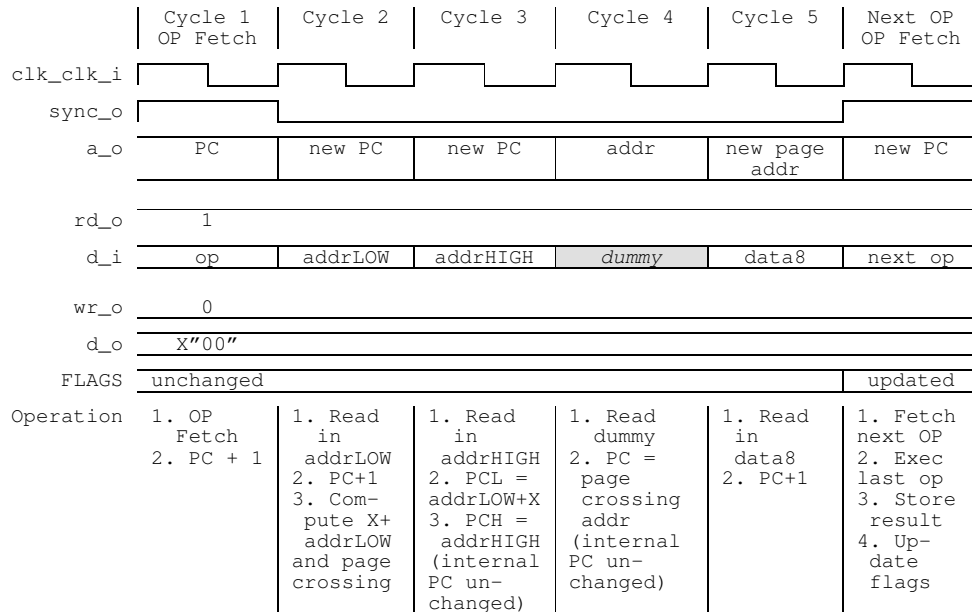 Cycle 1 Cycle 2 Cycle 3 Cycle 4 Cycle 5 Next OP
OP Fetch OP Fetch
clk_clk_i
sync_o
a_o PC new PC new PC addr new page new PC
addr
rd_o 1
d_i op addrLOW addrHIGH dummy data8 next op
wr_o 0
d_o X"00"
FLAGS unchanged updated
Operation 1. OP 1. Read 1. Read 1. Read 1. Read 1. Fetch
Fetch in in dummy in next OP
2. PC + 1 addrLOW addrHIGH 2. PC = data8 2. Exec
2. PC+1 2. PCL = page 2. PC+1 last op
3. Com- addrLOW+X crossing 3. Store
pute X+ 3. PCH = addr result
addrLOW addrHIGH (internal 4. Up-
and page (internal PC un- date
crossing PC un- changed) flags
changed)